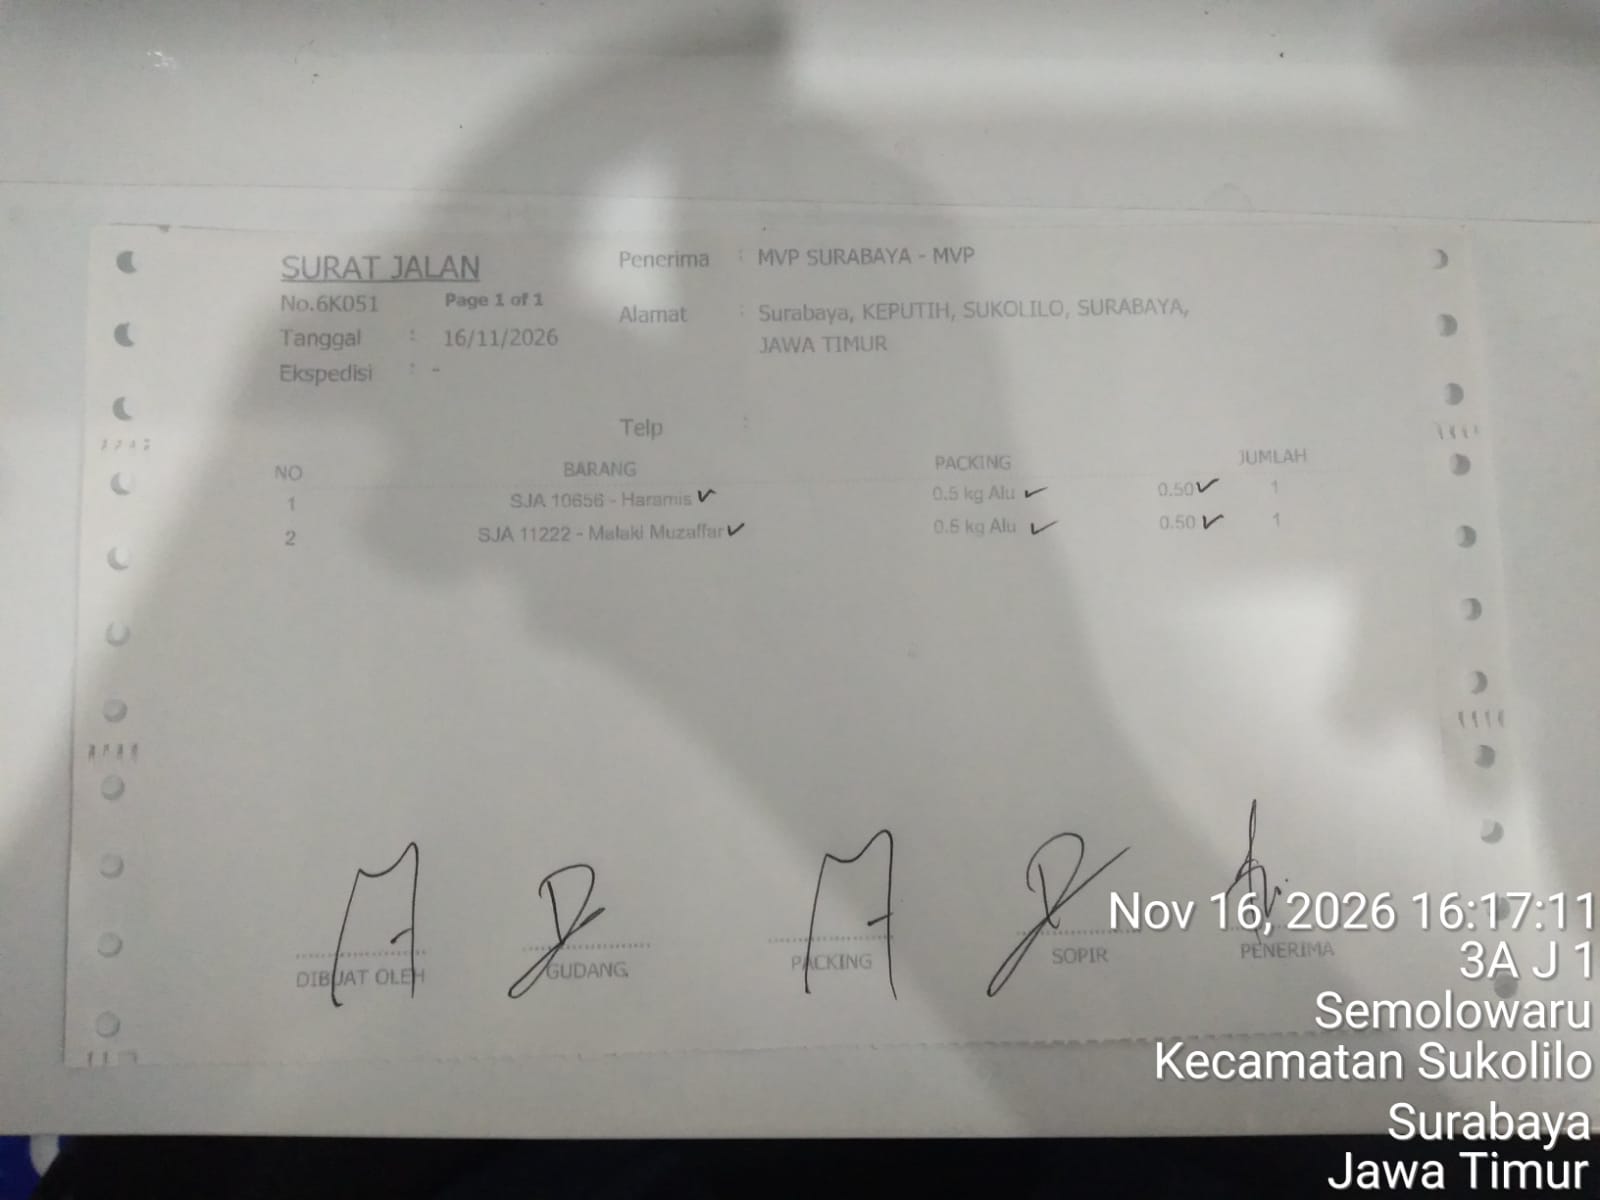 SURAT JALAN
No.6K051 Page 1 of 1
Tanggal : 16/11/2026
Ekspedisi : -
Penerima : MVP SURABAYA - MVP
Alamat : Surabaya, KEPUTIH, SUKOLILO, SURABAYA,
JAWA TIMUR
Telp :
NO BARANG PACKING JUMLAH
1 SJA 10656 - Haramis ✓ 0.5 kg Alu ✓ 0.50 ✓ 1
2 SJA 11222 - Malaki Muzaffar ✓ 0.5 kg Alu ✓ 0.50 ✓ 1
DIBUAT OLEH GUDANG PACKING SOPIR PENERIMA
Nov 16, 2026 16:17:11
3A J 1
Semolowaru
Kecamatan Sukolilo
Surabaya
Jawa Timur